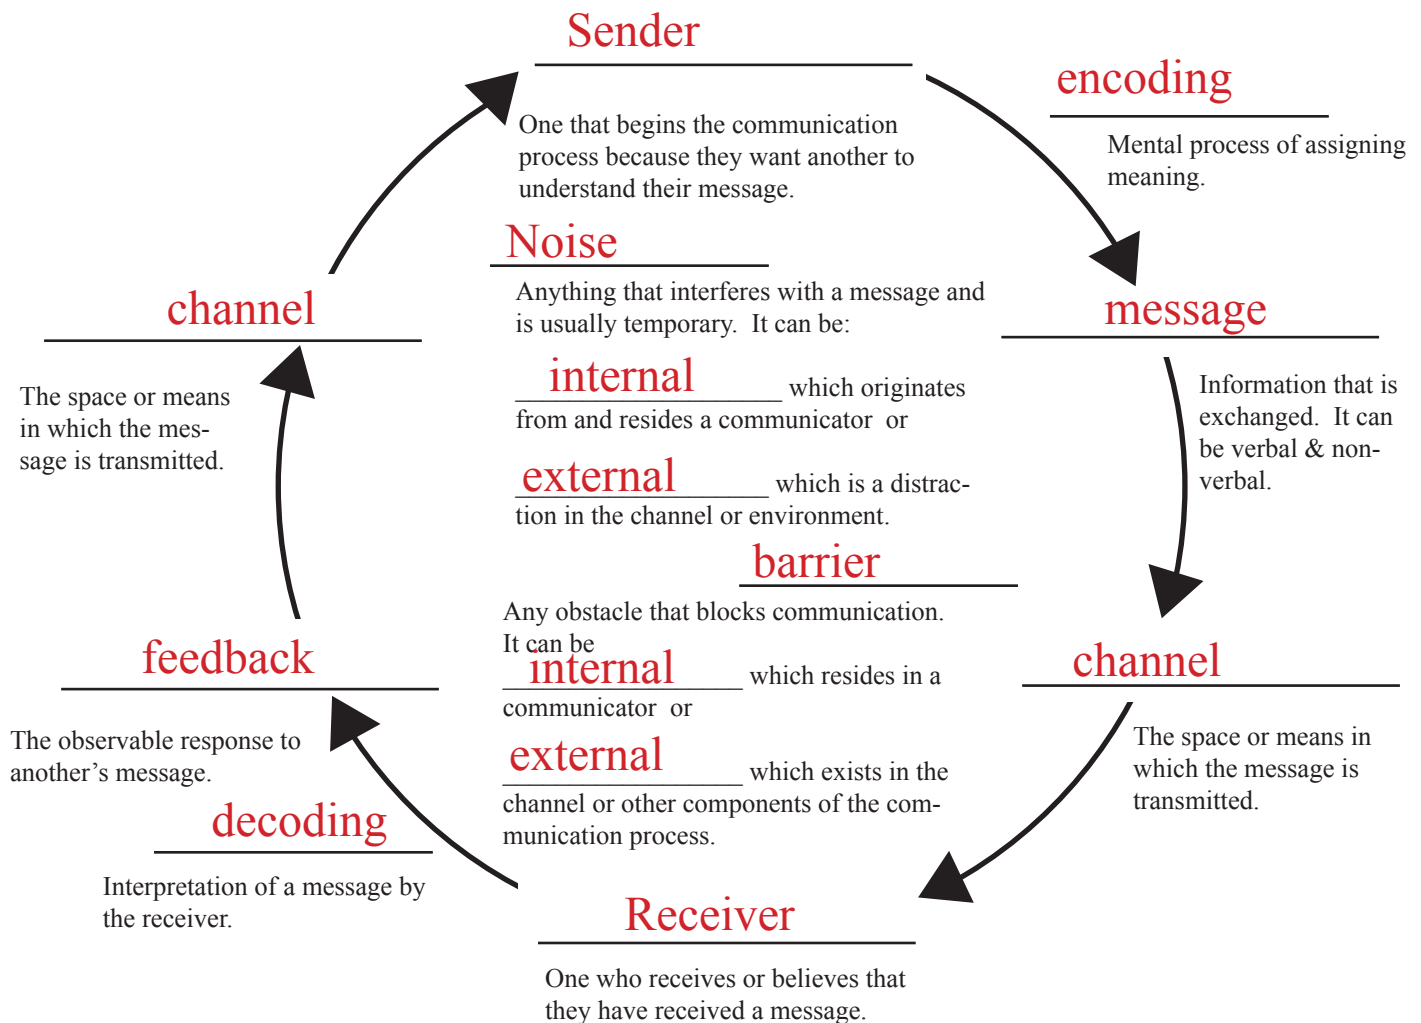 Sender
One that begins the communication
process because they want another to
understand their message.
encoding
Mental process of assigning
meaning.
message
Information that is
exchanged.  It can
be verbal & non-
verbal.
channel
The space or means in
which the message is
transmitted.
Receiver
One who receives or believes that
they have received a message.
decoding
Interpretation of a message by
the receiver.
feedback
The observable response to
another’s message.
channel
The space or means
in which the mes-
sage is transmitted.
Noise
Anything that interferes with a message and
is usually temporary.  It can be:
internal which originates
from and resides a communicator  or
external which is a distrac-
tion in the channel or environment.
barrier
Any obstacle that blocks communication.
It can be
internal which resides in a
communicator  or
external which exists in the
channel or other components of the com-
munication process.